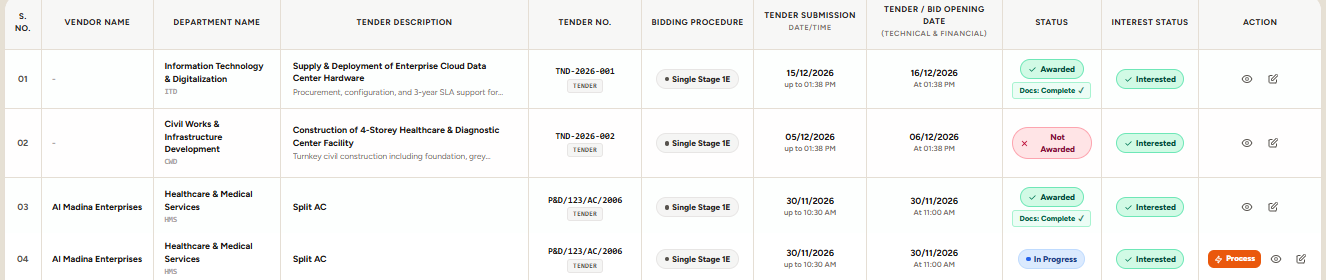 S. NO.
VENDOR NAME
DEPARTMENT NAME
TENDER DESCRIPTION
TENDER NO.
BIDDING PROCEDURE
TENDER SUBMISSION
DATE/TIME
TENDER / BID OPENING
DATE
(TECHNICAL & FINANCIAL)
STATUS
INTEREST STATUS
ACTION
01
-
Information Technology
& Digitalization
ITD
Supply & Deployment of Enterprise Cloud Data
Center Hardware
Procurement, configuration, and 3-year SLA support for...
TND-2026-001
TENDER
Single Stage 1E
15/12/2026
up to 01:38 PM
16/12/2026
At 01:38 PM
Awarded
Docs: Complete ✓
Interested
02
-
Civil Works &
Infrastructure
Development
CWD
Construction of 4-Storey Healthcare & Diagnostic
Center Facility
Turnkey civil construction including foundation, grey...
TND-2026-002
TENDER
Single Stage 1E
05/12/2026
up to 01:38 PM
06/12/2026
At 01:38 PM
Not
Awarded
Interested
03
Al Madina Enterprises
Healthcare & Medical
Services
HMS
Split AC
P&D/123/AC/2006
TENDER
Single Stage 1E
30/11/2026
up to 10:30 AM
30/11/2026
At 11:00 AM
Awarded
Docs: Complete ✓
Interested
04
Al Madina Enterprises
Healthcare & Medical
Services
HMS
Split AC
P&D/123/AC/2006
TENDER
Single Stage 1E
30/11/2026
up to 10:30 AM
30/11/2026
At 11:00 AM
In Progress
Interested
Process